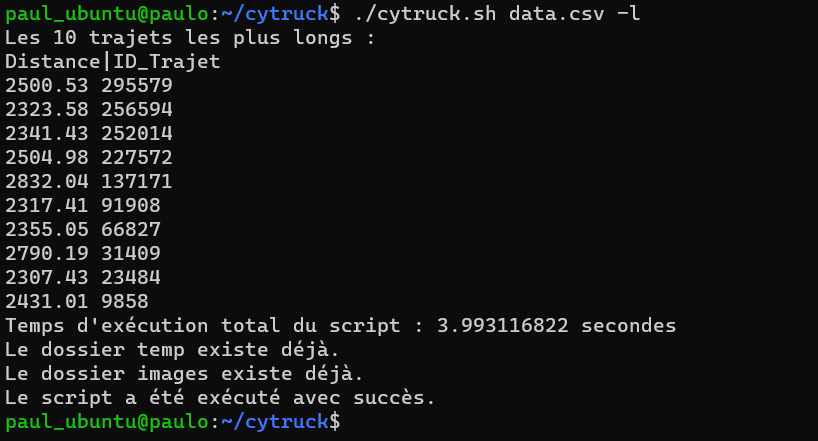 paul_ubuntu@paulo:~/cytruck$ ./cytruck.sh data.csv -l
Les 10 trajets les plus longs :
Distance|ID_Trajet
2500.53 295579
2323.58 256594
2341.43 252014
2504.98 227572
2832.04 137171
2317.41 91908
2355.05 66827
2790.19 31409
2307.43 23484
2431.01 9858
Temps d'exécution total du script : 3.993116822 secondes
Le dossier temp existe déjà.
Le dossier images existe déjà.
Le script a été exécuté avec succès.
paul_ubuntu@paulo:~/cytruck$